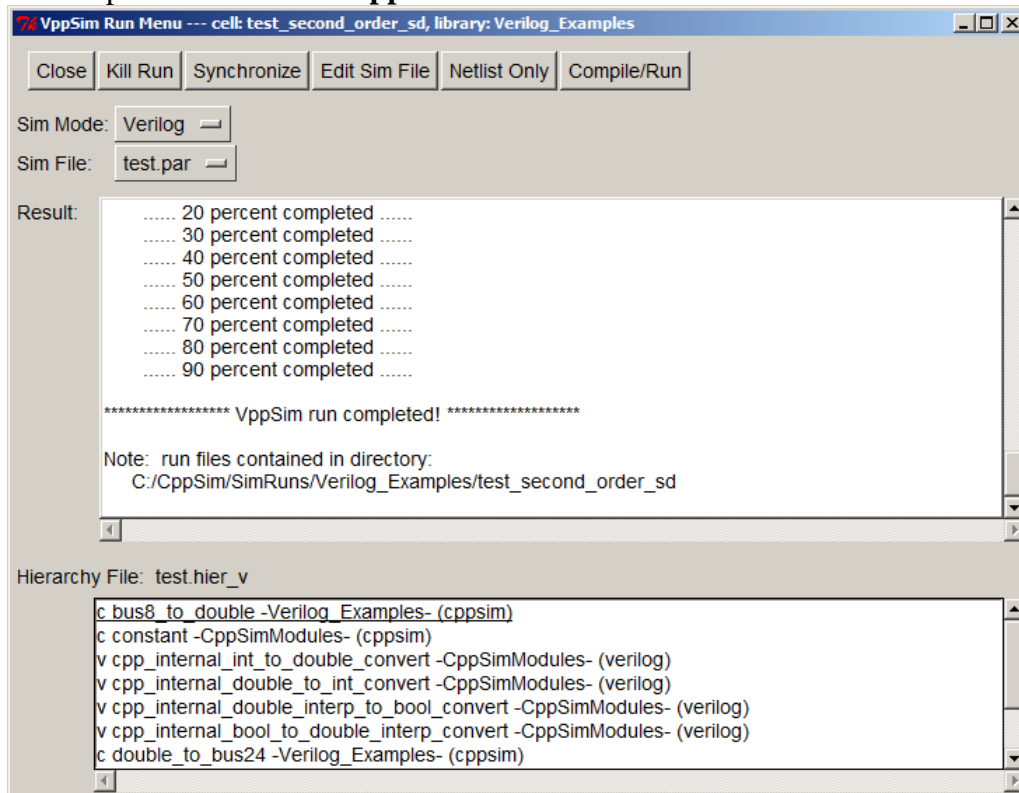 pp
VppSim Run Menu --- cell: test_second_order_sd, library: Verilog_Examples
Close Kill Run Synchronize Edit Sim File Netlist Only Compile/Run
Sim Mode: Verilog
Sim File: test.par
Result:
...... 20 percent completed ......
...... 30 percent completed ......
...... 40 percent completed ......
...... 50 percent completed ......
...... 60 percent completed ......
...... 70 percent completed ......
...... 80 percent completed ......
...... 90 percent completed ......
****************** VppSim run completed! *******************
Note: run files contained in directory:
C:/CppSim/SimRuns/Verilog_Examples/test_second_order_sd
Hierarchy File: test.hier_v
c bus8_to_double -Verilog_Examples- (cppsim)
c constant -CppSimModules- (cppsim)
v cpp_internal_int_to_double_convert -CppSimModules- (verilog)
v cpp_internal_double_to_int_convert -CppSimModules- (verilog)
v cpp_internal_double_interp_to_bool_convert -CppSimModules- (verilog)
v cpp_internal_bool_to_double_interp_convert -CppSimModules- (verilog)
c double_to_bus24 -Verilog_Examples- (cppsim)